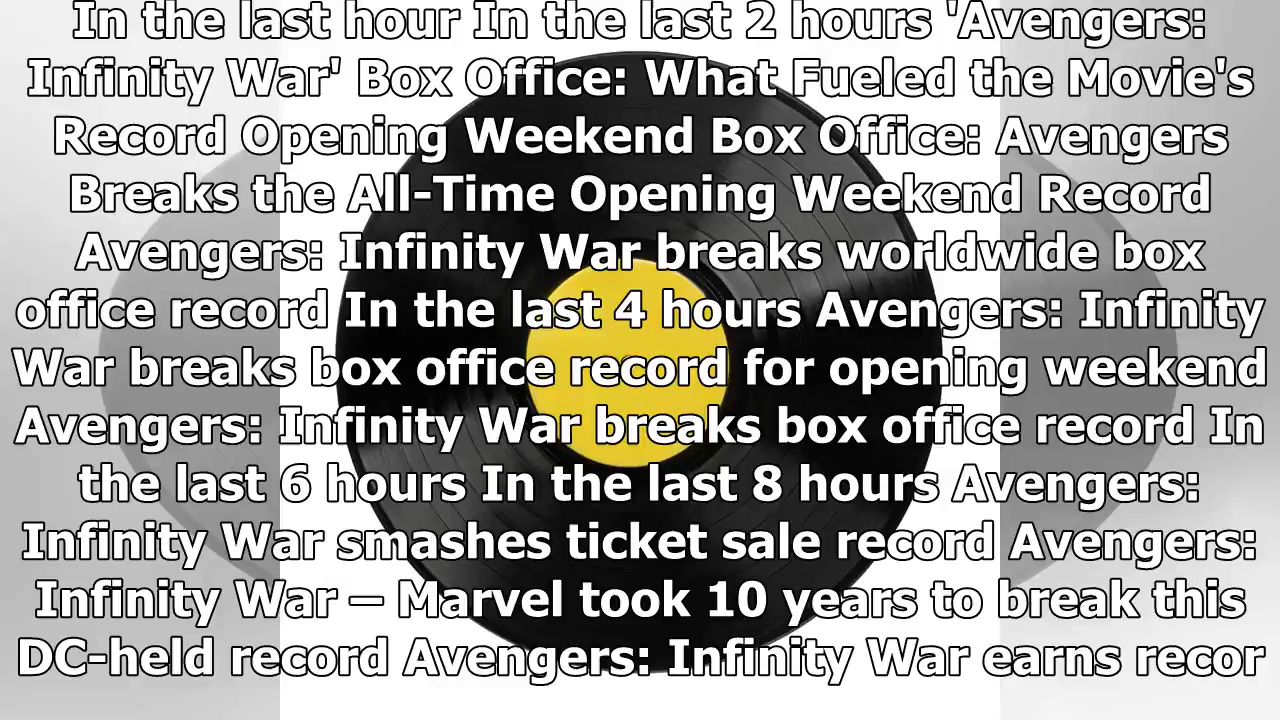 In the last hour In the last 2 hours 'Avengers:
Infinity War' Box Office: What Fueled the Movie's
Record Opening Weekend Box Office: Avengers
Breaks the All-Time Opening Weekend Record
Avengers: Infinity War breaks worldwide box
office record In the last 4 hours Avengers: Infinity
War breaks box office record for opening weekend
Avengers: Infinity War breaks box office record In
the last 6 hours In the last 8 hours Avengers:
Infinity War smashes ticket sale record Avengers:
Infinity War — Marvel took 10 years to break this
DC-held record Avengers: Infinity War earns recor